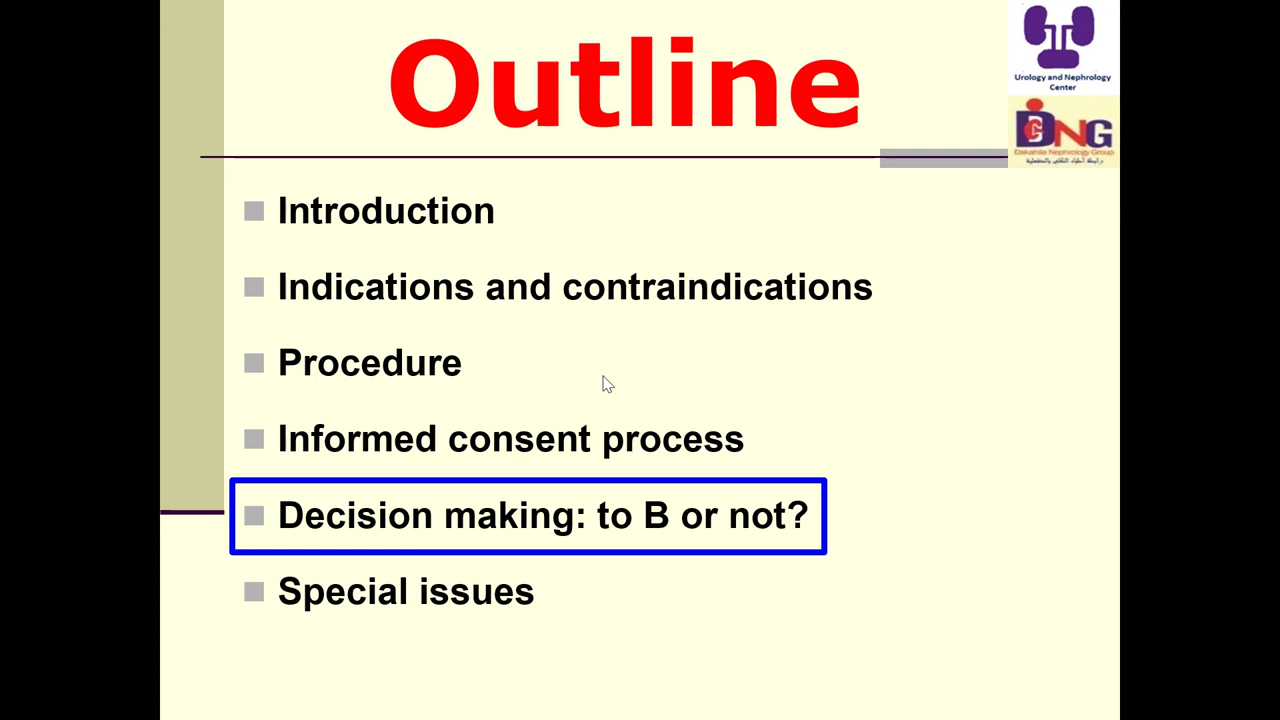 Outline
Urology and Nephrology
Center
DNG
Dakahlia Nephrology Group
Introduction
Indications and contraindications
Procedure
Informed consent process
Decision making: to B or not?
Special issues